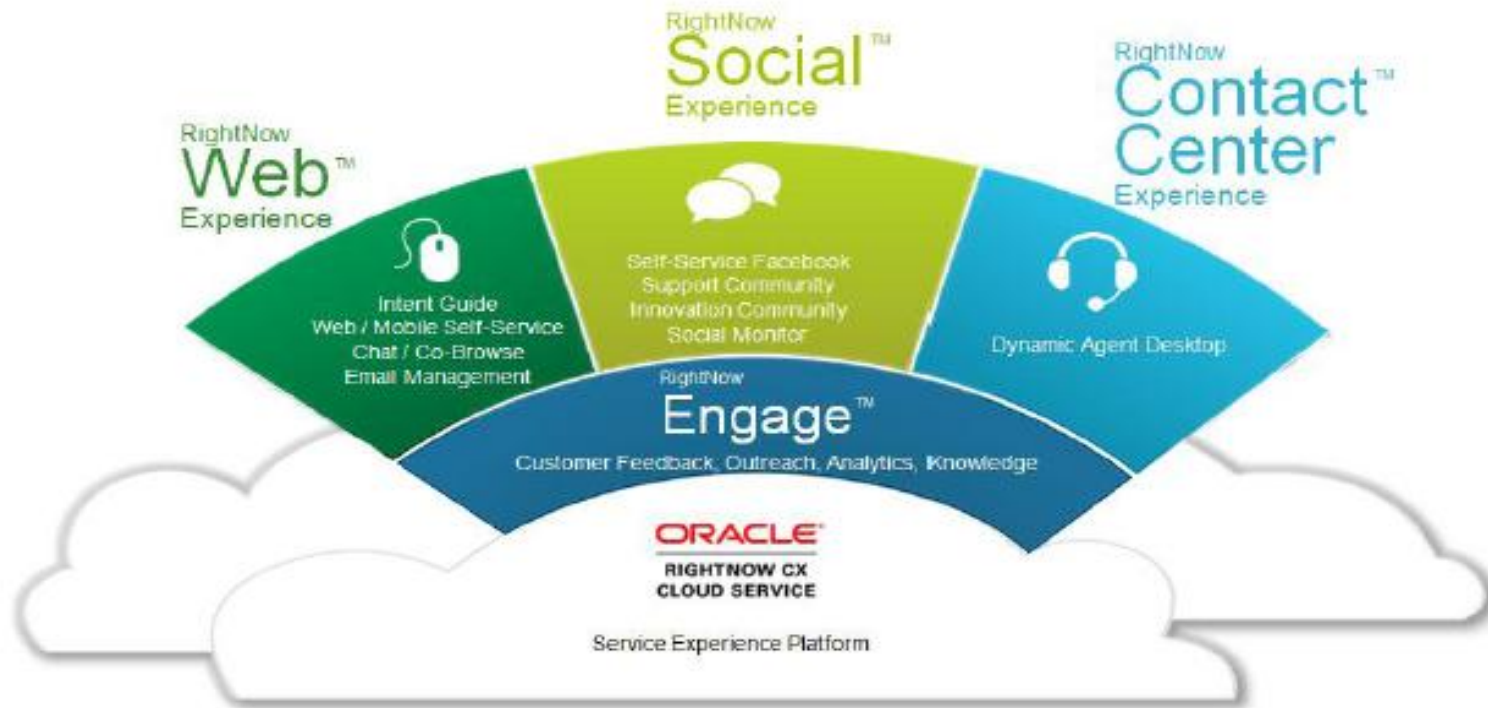 RightNow
Social™
Experience
RightNow
Contact™
Center
Experience
RightNow
Web™
Experience
Intent Guide
Web / Mobile Self-Service
Chat / Co-Browse
Email Management
Self-Service Facebook
Support Community
Innovation Community
Social Monitor
Dynamic Agent Desktop
RightNow
Engage™
Customer Feedback, Outreach, Analytics, Knowledge
ORACLE®
RIGHTNOW CX
CLOUD SERVICE
Service Experience Platform